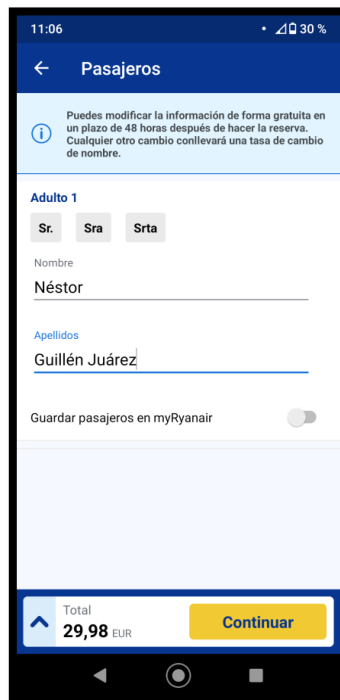 11:06
30 %
Pasajeros
Puedes modificar la información de forma gratuita en
un plazo de 48 horas después de hacer la reserva.
Cualquier otro cambio conllevará una tasa de cambio
de nombre.
Adulto 1
Sr.
Sra
Srta
Nombre
Néstor
Apellidos
Guillén Juárez
Guardar pasajeros en myRyanair
Total
29,98 EUR
Continuar